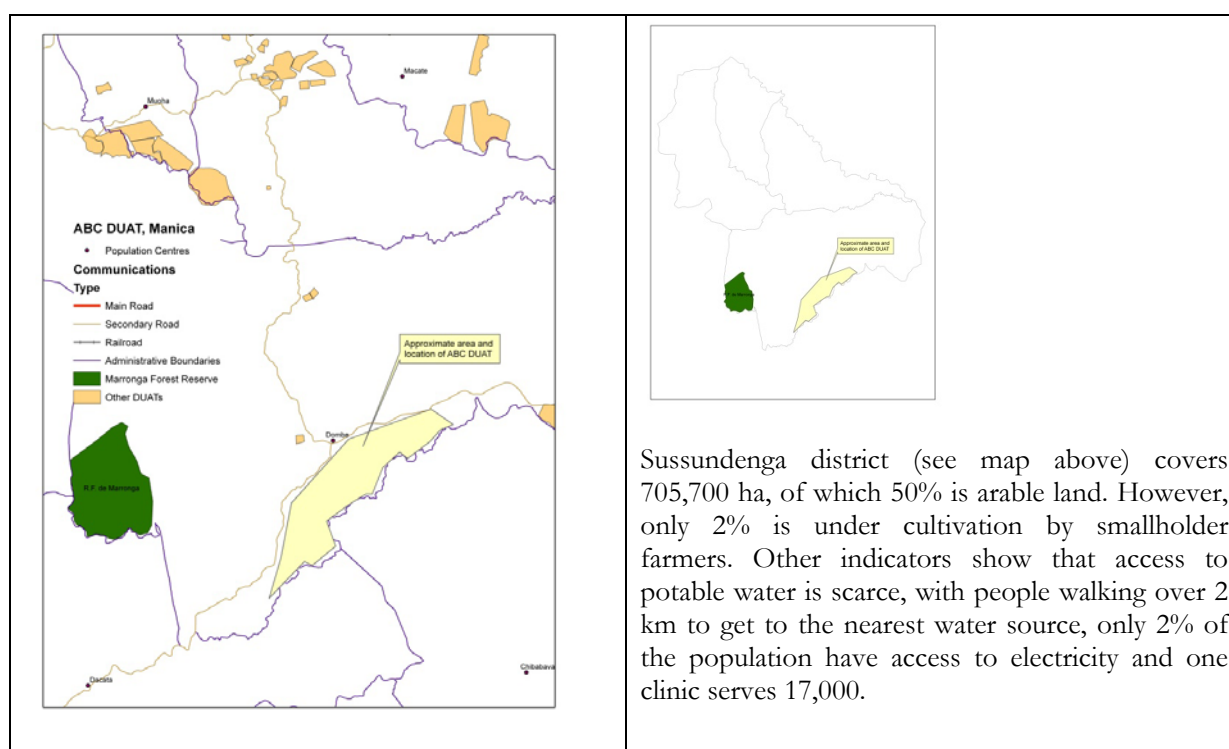 Macate
Muoha
ABC DUAT, Manica
Population Centres
Communications
Type
Main Road
Secondary Road
Railroad
Administrative Boundaries
Marronga Forest Reserve
Other DUATs
Approximate area and
location of ABC DUAT
Dombe
R.F. de Marronga
Dacata
Chibabava
Approximate area and
location of ABC DUAT
Sussundenga district (see map above) covers
705,700 ha, of which 50% is arable land. However,
only 2% is under cultivation by smallholder
farmers. Other indicators show that access to
potable water is scarce, with people walking over 2
km to get to the nearest water source, only 2% of
the population have access to electricity and one
clinic serves 17,000.